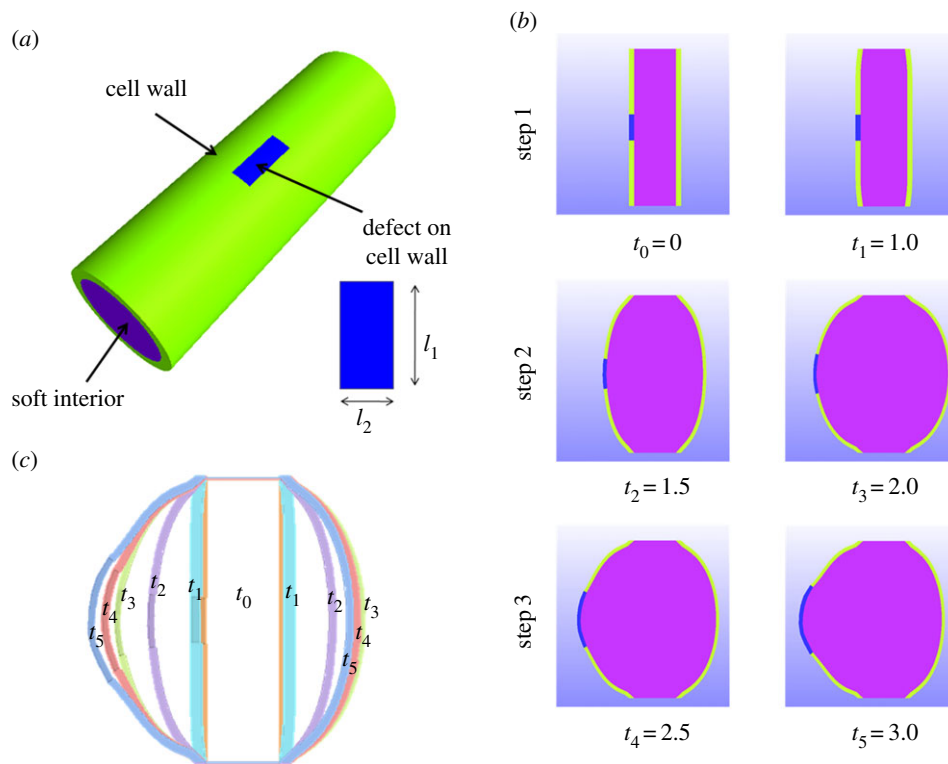 (a)
cell wall
defect on
cell wall
l1
l2
soft interior
(b)
step 1
t0 = 0
t1 = 1.0
step 2
t2 = 1.5
t3 = 2.0
step 3
t4 = 2.5
t5 = 3.0
(c)
t5 t4 t3 t2 t1 t0 t1 t2 t3 t4 t5